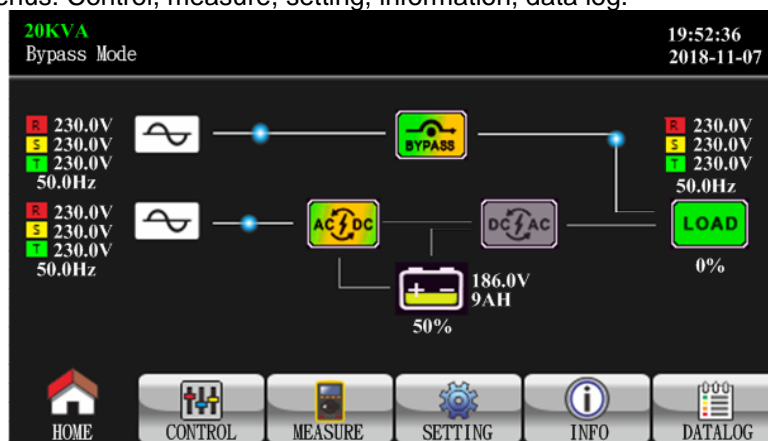 enus: Control, measure, setting, information, data log.
20KVA
Bypass Mode
19:52:36
2018-11-07
R 230.0V
S 230.0V
T 230.0V
50.0Hz
BYPASS
R 230.0V
S 230.0V
T 230.0V
50.0Hz
R 230.0V
S 230.0V
T 230.0V
50.0Hz
AC DC
DC AC
LOAD
0%
+ -
186.0V
9AH
50%
HOME
CONTROL
MEASURE
SETTING
INFO
DATALOG